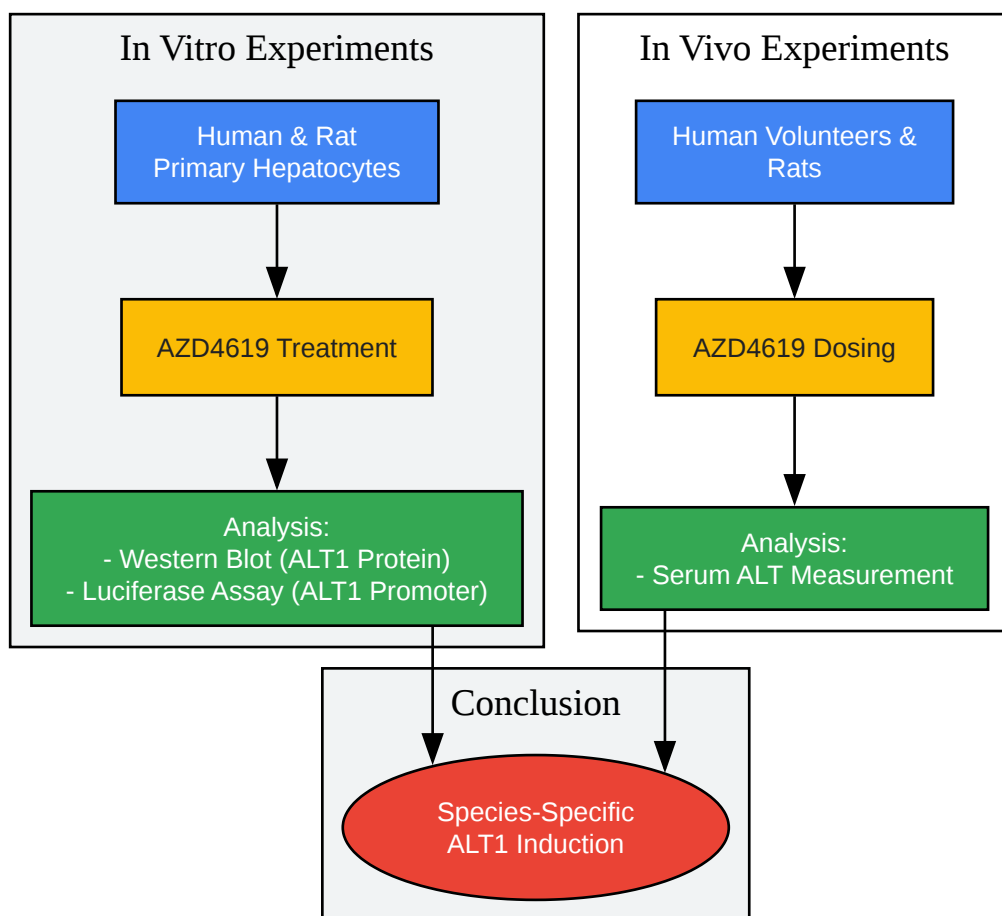 In Vitro Experiments
Human & Rat
Primary Hepatocytes
AZD4619 Treatment
Analysis:
- Western Blot (ALT1 Protein)
- Luciferase Assay (ALT1 Promoter)
In Vivo Experiments
Human Volunteers &
Rats
AZD4619 Dosing
Analysis:
- Serum ALT Measurement
Conclusion
Species-Specific
ALT1 Induction